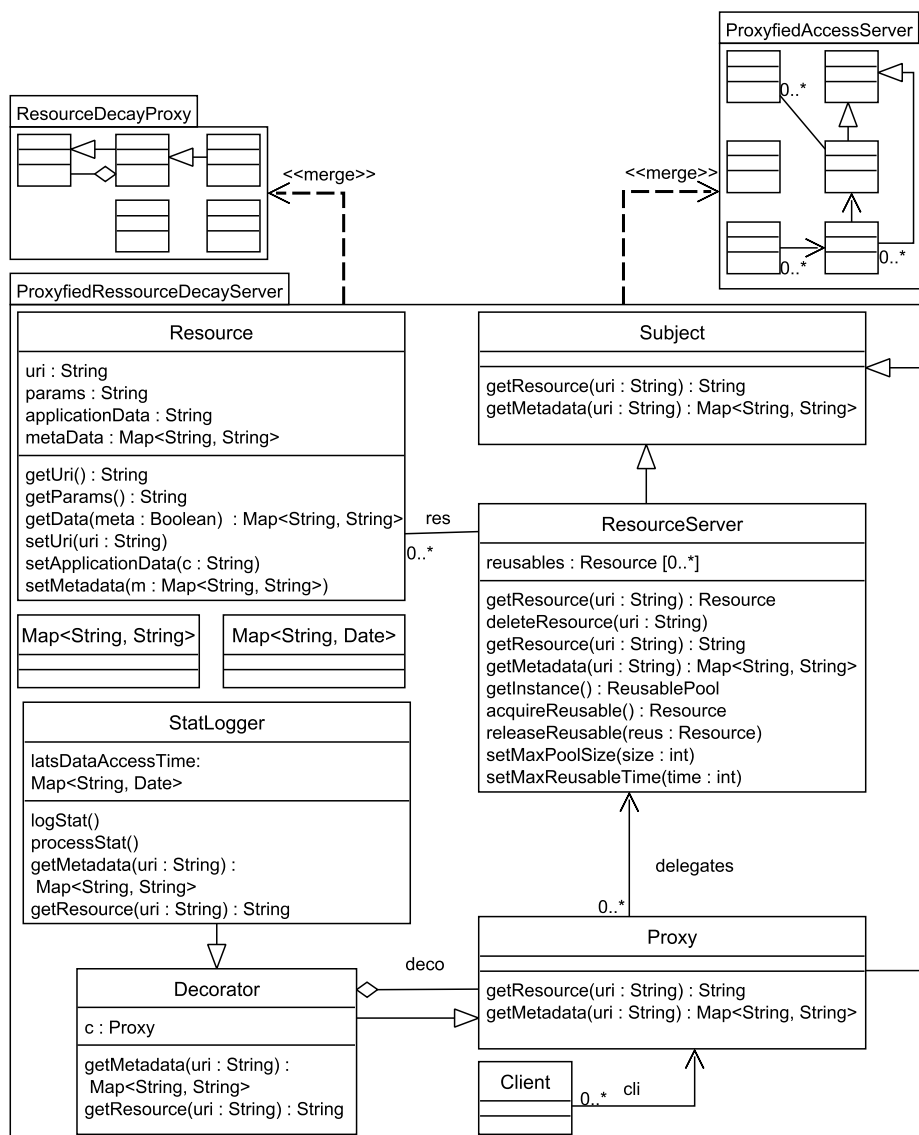 ProxyfiedAccessServer
0..*
0..*
0..*
ResourceDecayProxy
<<merge>>
<<merge>>
ProxyfiedRessourceDecayServer
Resource
uri : String
params : String
applicationData : String
metaData : Map<String, String>
getUri() : String
getParams() : String
getData(meta : Boolean) : Map<String, String>
setUri(uri : String)
setApplicationData(c : String)
setMetadata(m : Map<String, String>)
Subject
getResource(uri : String) : String
getMetadata(uri : String) : Map<String, String>
res
0..*
ResourceServer
reusables : Resource [0..*]
getResource(uri : String) : Resource
deleteResource(uri : String)
getResource(uri : String) : String
getMetadata(uri : String) : Map<String, String>
getInstance() : ReusablePool
acquireReusable() : Resource
releaseReusable(reus : Resource)
setMaxPoolSize(size : int)
setMaxReusableTime(time : int)
Map<String, String>
Map<String, Date>
StatLogger
latsDataAccessTime:
Map<String, Date>
logStat()
processStat()
getMetadata(uri : String) :
Map<String, String>
getResource(uri : String) : String
delegates
0..*
Proxy
getResource(uri : String) : String
getMetadata(uri : String) : Map<String, String>
deco
Decorator
c : Proxy
getMetadata(uri : String) :
Map<String, String>
getResource(uri : String) : String
Client
0..*
cli